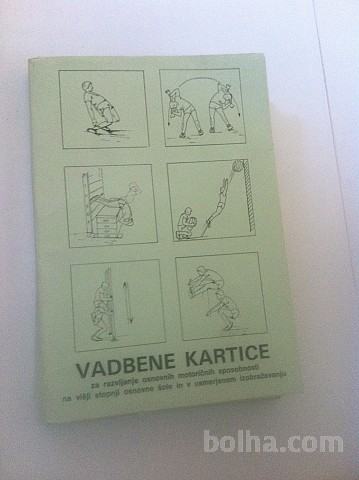 VADBENE KARTICE
za razvijanje osnovnih motoričnih sposobnosti
na višji stopnji osnovne šole in v usmerjenem izobraževanju
bolha.com